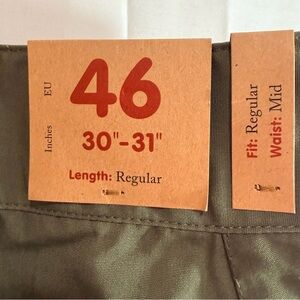 EU
46
Inches
30"-31"
Length: Regular
Fit: Regular
Waist: Mid